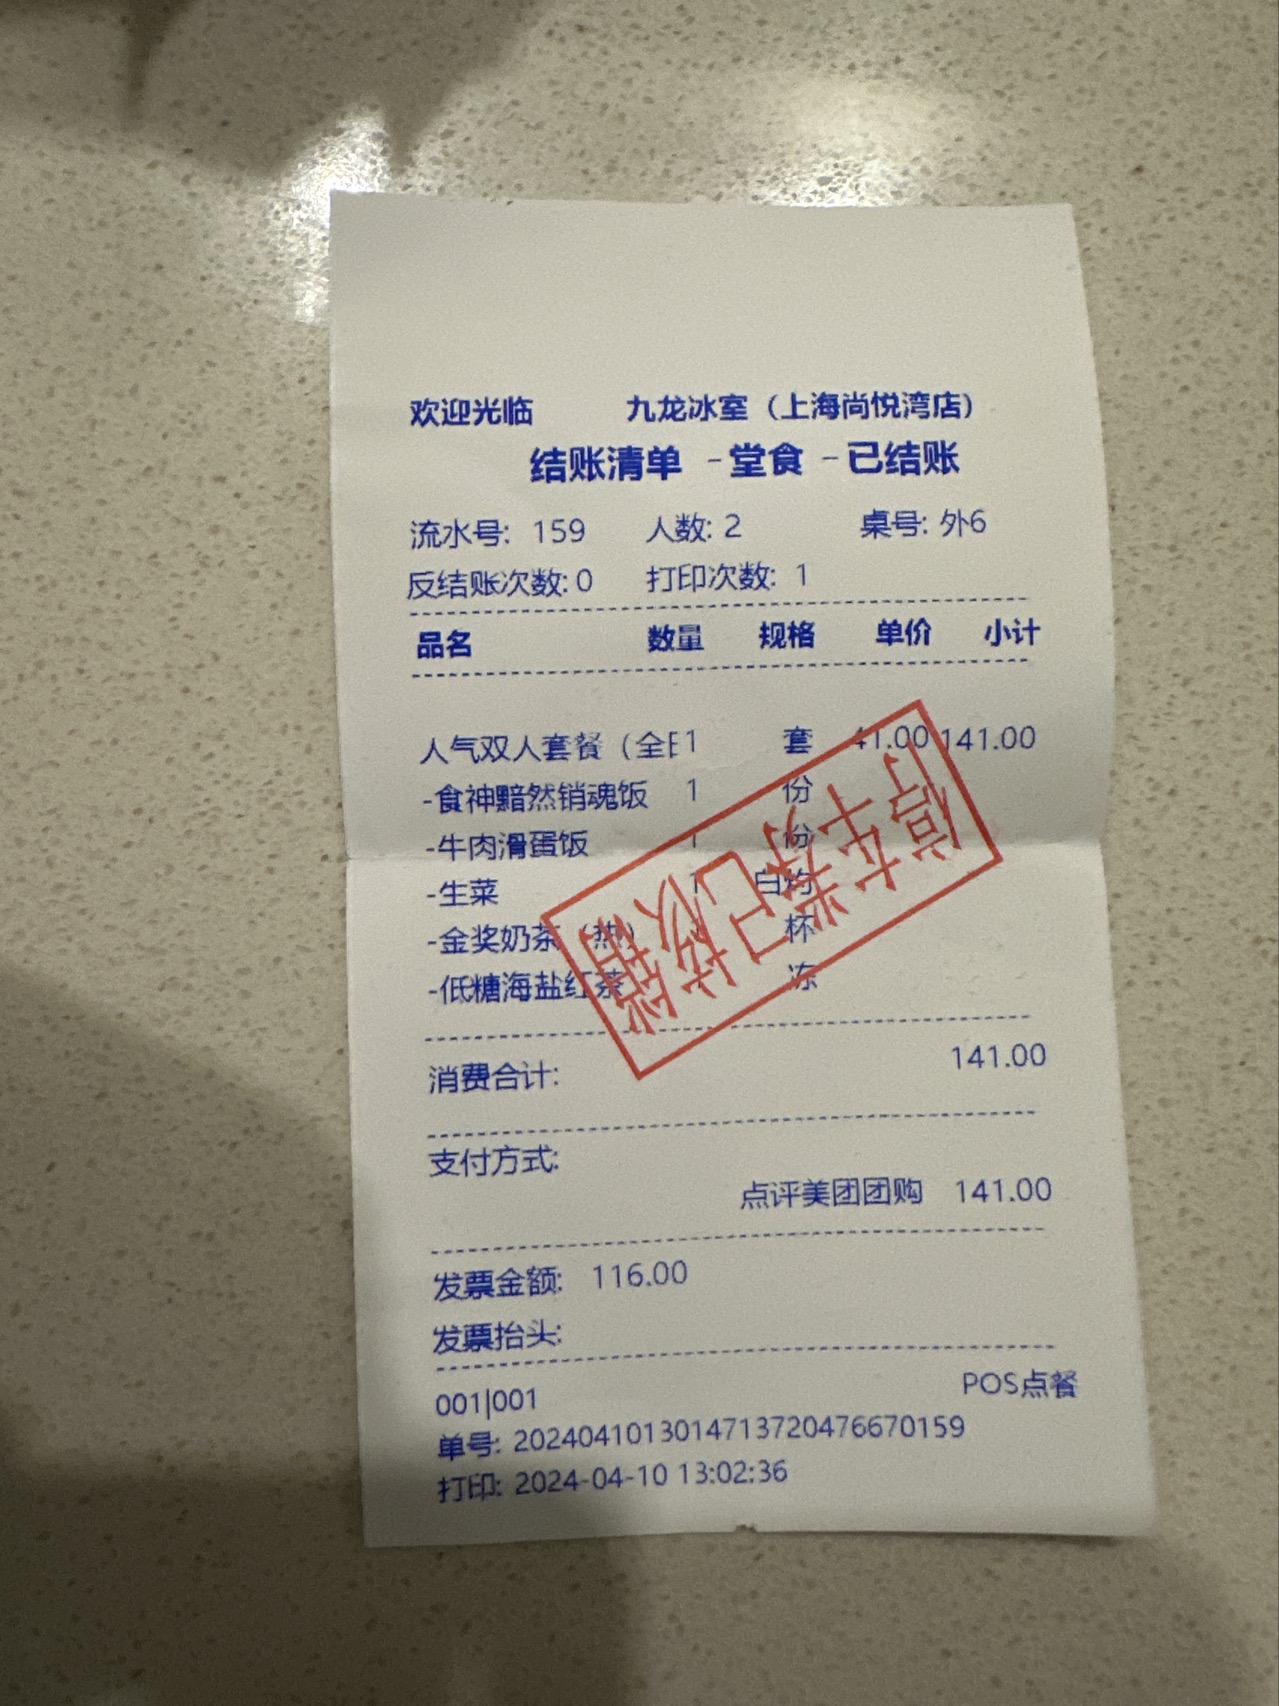 欢迎光临 九龙冰室（上海尚悦湾店）
结账清单 -堂食 -已结账
流水号: 159 人数: 2 桌号: 外6
反结账次数: 0 打印次数: 1
品名 数量 规格 单价 小计
人气双人套餐（全日 1 套 41.00 141.00
-食神黯然销魂饭 1 份
-牛肉滑蛋饭 1 份
-生菜 1 白灼
-金奖奶茶（热） 杯
-低糖海盐红茶 冻
停车券已核销
消费合计: 141.00
支付方式:
点评美团团购 141.00
发票金额: 116.00
发票抬头:
001|001 POS点餐
单号: 20240410130147137204766701​59
打印: 2024-04-10 13:02:36